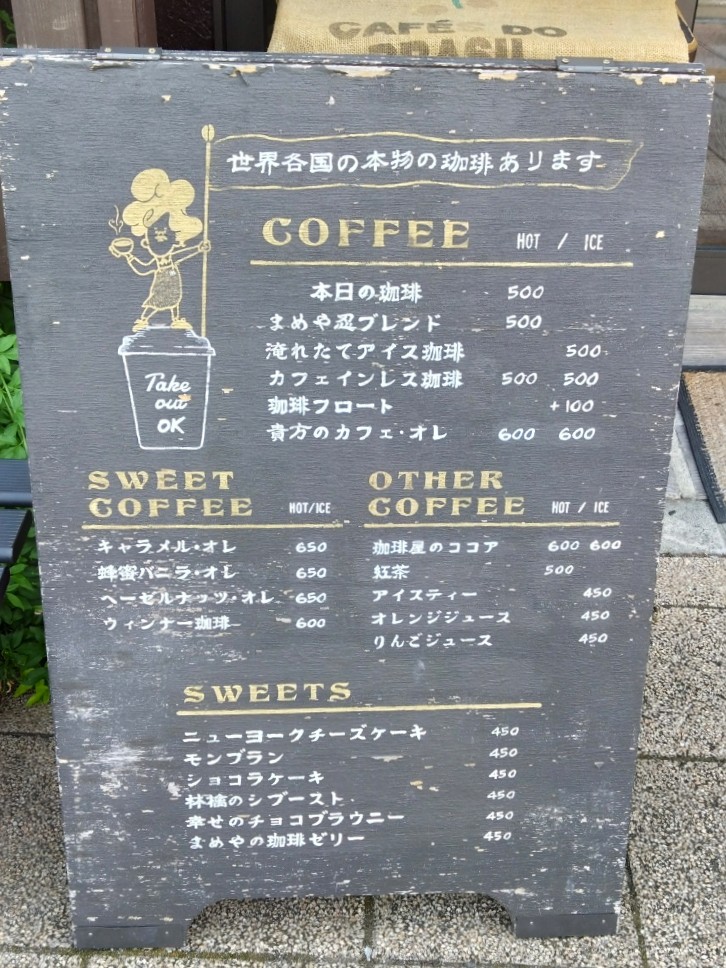 CAFÉ DO
BRASIL
世界各国の本物の珈琲あります
COFFEE HOT / ICE
本日の珈琲 500
まめや忍ブレンド 500
淹れたてアイス珈琲 500
カフェインレス珈琲 500 500
珈琲フロート +100
貴方のカフェ・オレ 600 600
Take
out
OK
SWEET
COFFEE HOT/ICE
キャラメル・オレ 650
蜂蜜バニラ・オレ 650
ヘーゼルナッツ・オレ 650
ウィンナー珈琲 600
OTHER
COFFEE HOT / ICE
珈琲屋のココア 600 600
紅茶 500
アイスティー 450
オレンジジュース 450
りんごジュース 450
SWEETS
ニューヨークチーズケーキ 450
モンブラン 450
ショコラケーキ 450
林檎のシブースト 450
幸せのチョコブラウニー 450
まめやの珈琲ゼリー 450